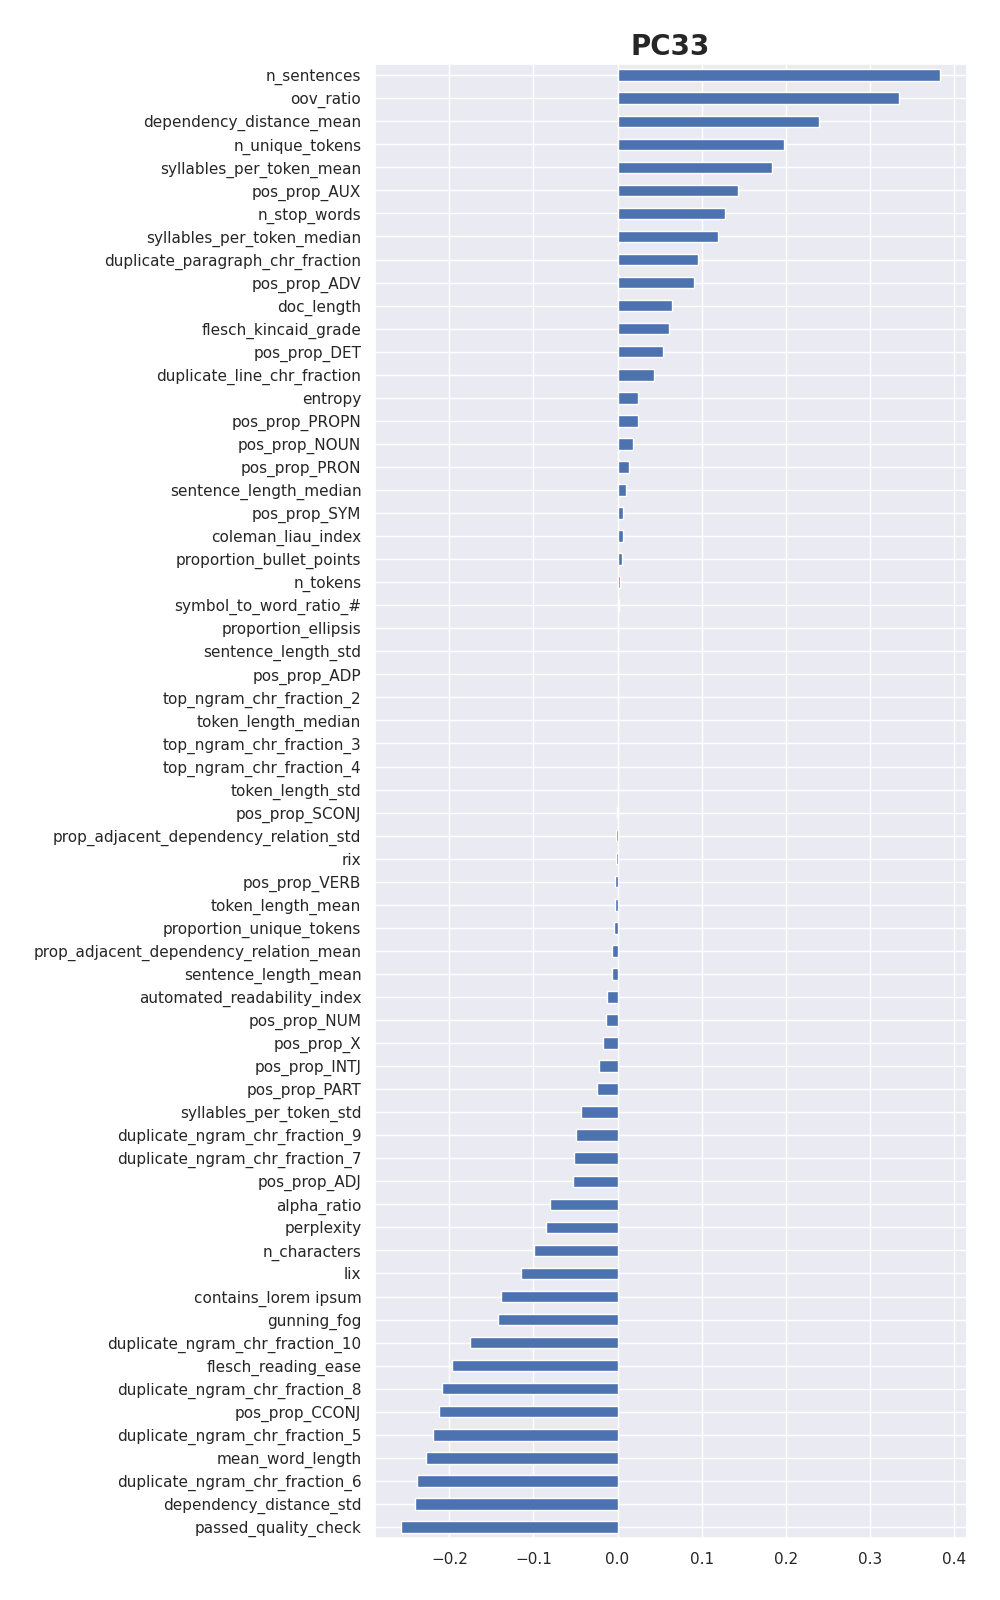 PC33
n_sentences
oov_ratio
dependency_distance_mean
n_unique_tokens
syllables_per_token_mean
pos_prop_AUX
n_stop_words
syllables_per_token_median
duplicate_paragraph_chr_fraction
pos_prop_ADV
doc_length
flesch_kincaid_grade
pos_prop_DET
duplicate_line_chr_fraction
entropy
pos_prop_PROPN
pos_prop_NOUN
pos_prop_PRON
sentence_length_median
pos_prop_SYM
coleman_liau_index
proportion_bullet_points
n_tokens
symbol_to_word_ratio_#
proportion_ellipsis
sentence_length_std
pos_prop_ADP
top_ngram_chr_fraction_2
token_length_median
top_ngram_chr_fraction_3
top_ngram_chr_fraction_4
token_length_std
pos_prop_SCONJ
prop_adjacent_dependency_relation_std
rix
pos_prop_VERB
token_length_mean
proportion_unique_tokens
prop_adjacent_dependency_relation_mean
sentence_length_mean
automated_readability_index
pos_prop_NUM
pos_prop_X
pos_prop_INTJ
pos_prop_PART
syllables_per_token_std
duplicate_ngram_chr_fraction_9
duplicate_ngram_chr_fraction_7
pos_prop_ADJ
alpha_ratio
perplexity
n_characters
lix
contains_lorem ipsum
gunning_fog
duplicate_ngram_chr_fraction_10
flesch_reading_ease
duplicate_ngram_chr_fraction_8
pos_prop_CCONJ
duplicate_ngram_chr_fraction_5
mean_word_length
duplicate_ngram_chr_fraction_6
dependency_distance_std
passed_quality_check
−0.2 −0.1 0.0 0.1 0.2 0.3 0.4